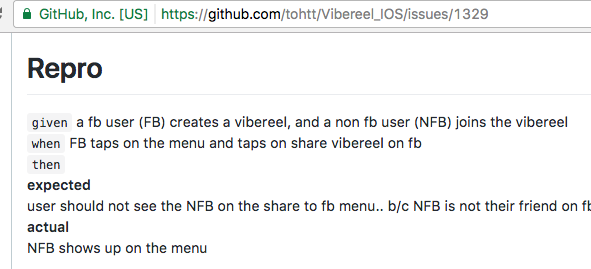 GitHub, Inc. [US] https://github.com/tohtt/Vibereel_IOS/issues/1329
Repro
given a fb user (FB) creates a vibereel, and a non fb user (NFB) joins the vibereel
when FB taps on the menu and taps on share vibereel on fb
then
expected
user should not see the NFB on the share to fb menu.. b/c NFB is not their friend on fb
actual
NFB shows up on the menu